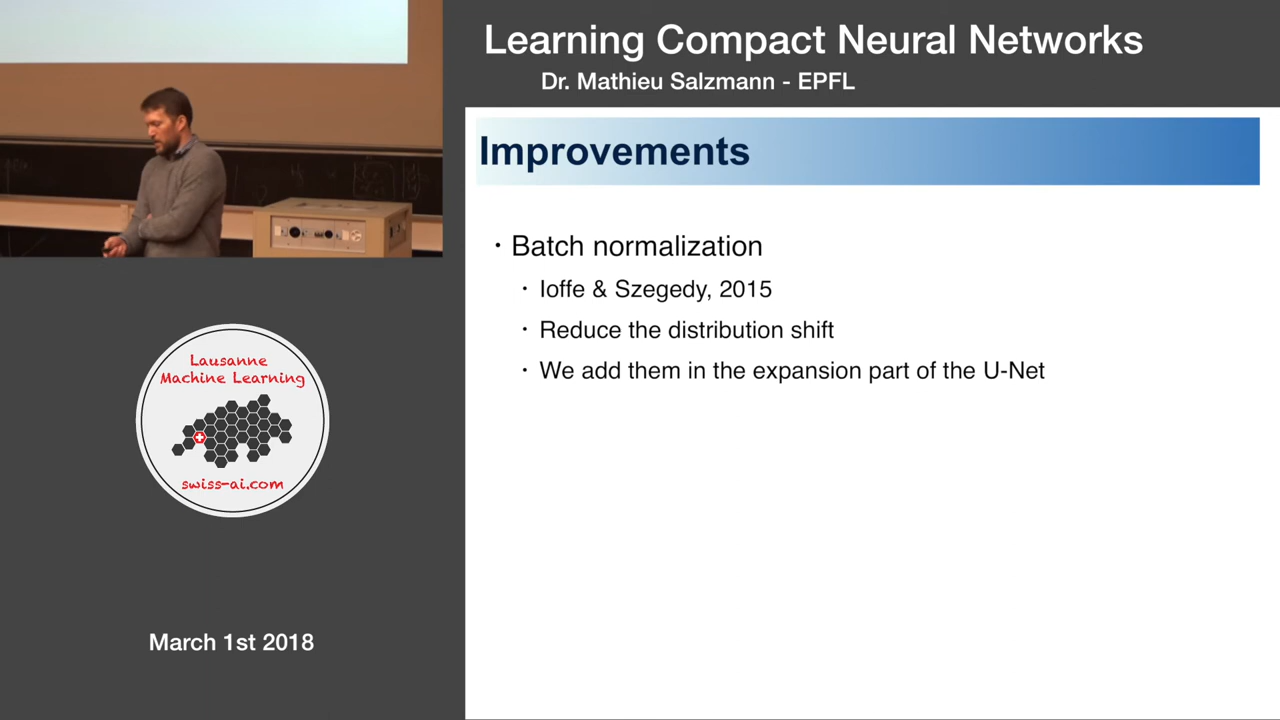 Learning Compact Neural Networks
Dr. Mathieu Salzmann - EPFL
Improvements
· Batch normalization
· Ioffe & Szegedy, 2015
· Reduce the distribution shift
· We add them in the expansion part of the U-Net
Lausanne
Machine Learning
swiss-ai.com
March 1st 2018